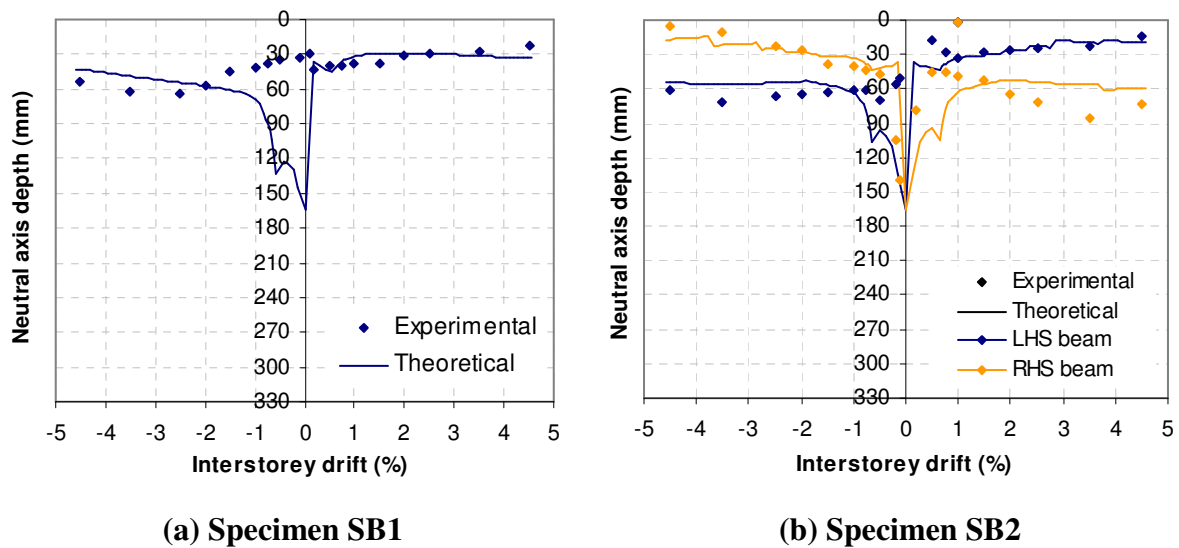 Neutral axis depth (mm)
0
30
60
90
120
150
180
210
240
270
300
330
-5 -4 -3 -2 -1 0 1 2 3 4 5
Interstorey drift (%)
Experimental
Theoretical
(a) Specimen SB1
Neutral axis depth (mm)
0
30
60
90
120
150
180
210
240
270
300
330
-5 -4 -3 -2 -1 0 1 2 3 4 5
Interstorey drift (%)
Experimental
Theoretical
LHS beam
RHS beam
(b) Specimen SB2